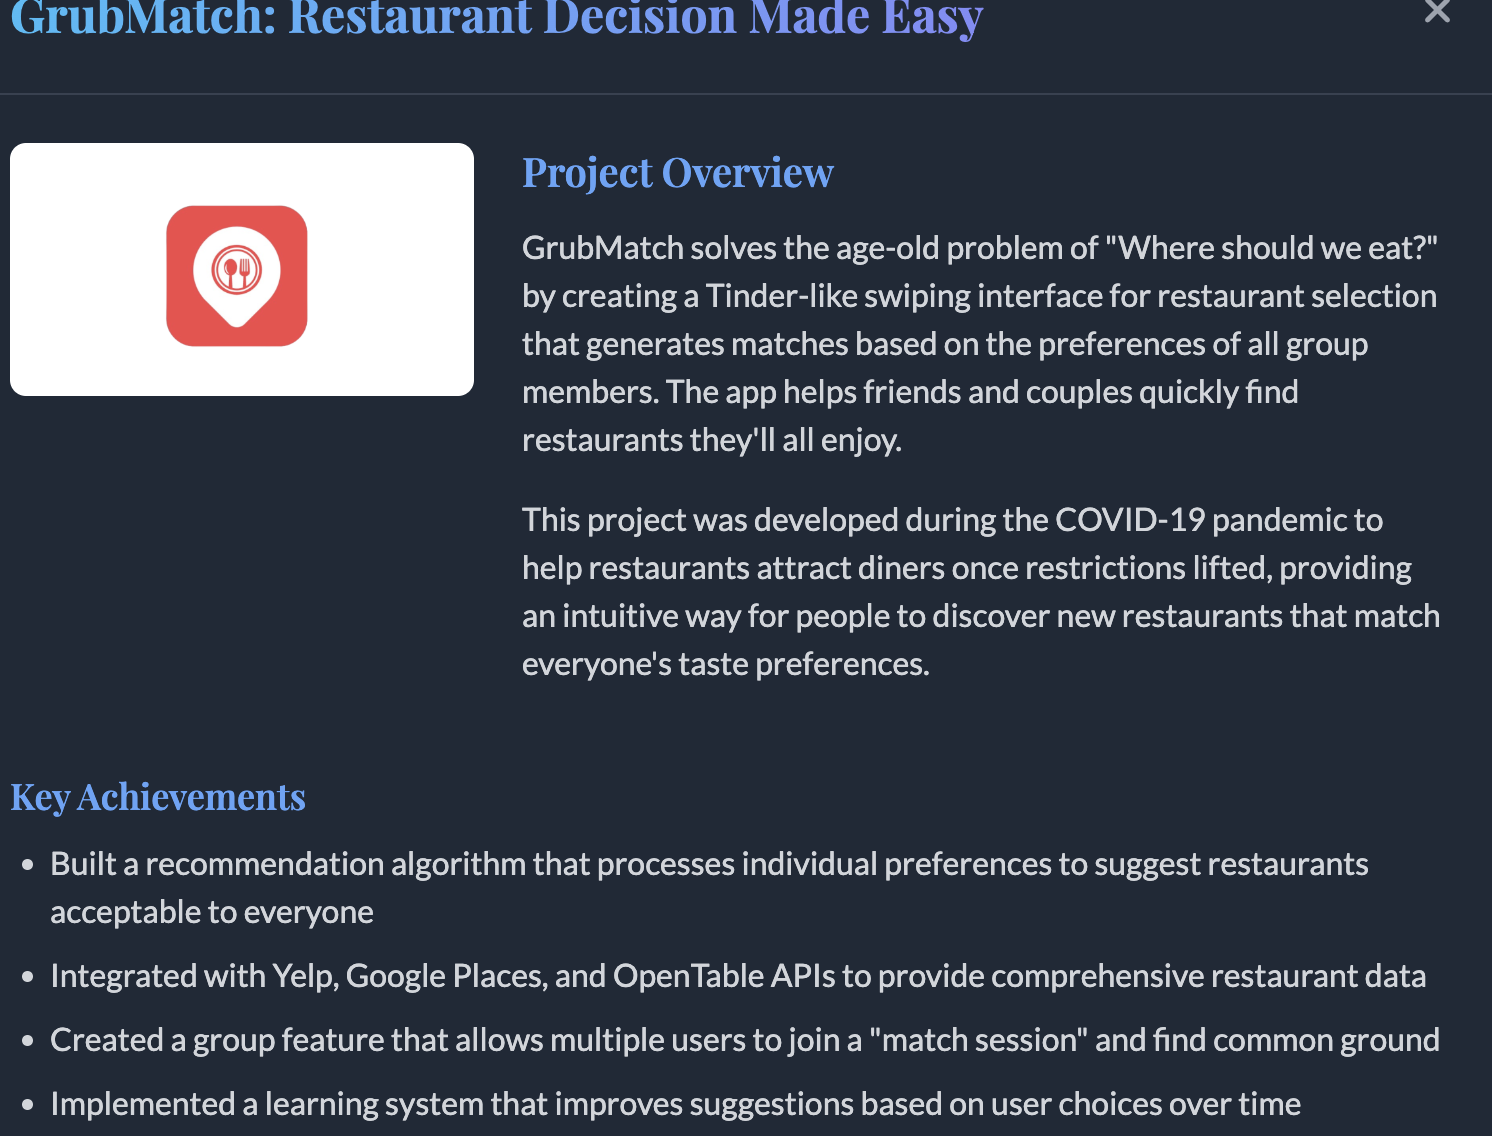 GrubMatch: Restaurant Decision Made Easy
Project Overview
GrubMatch solves the age-old problem of "Where should we eat?"
by creating a Tinder-like swiping interface for restaurant selection
that generates matches based on the preferences of all group
members. The app helps friends and couples quickly find
restaurants they'll all enjoy.
This project was developed during the COVID-19 pandemic to
help restaurants attract diners once restrictions lifted, providing
an intuitive way for people to discover new restaurants that match
everyone's taste preferences.
Key Achievements
• Built a recommendation algorithm that processes individual preferences to suggest restaurants
acceptable to everyone
• Integrated with Yelp, Google Places, and OpenTable APIs to provide comprehensive restaurant data
• Created a group feature that allows multiple users to join a "match session" and find common ground
• Implemented a learning system that improves suggestions based on user choices over time